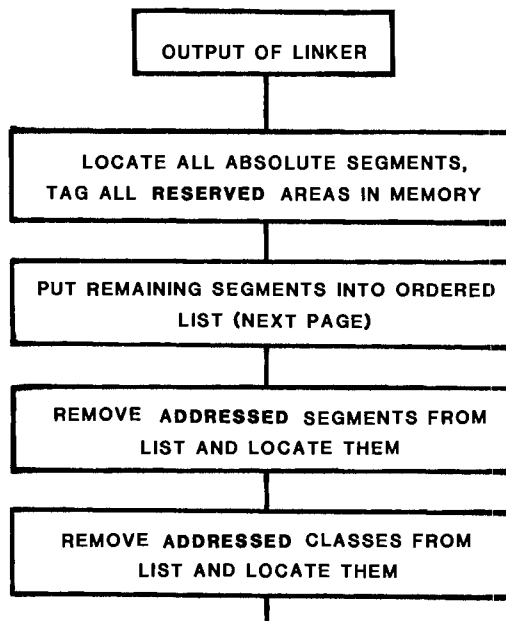 OUTPUT OF LINKER
LOCATE ALL ABSOLUTE SEGMENTS,
TAG ALL RESERVED AREAS IN MEMORY
PUT REMAINING SEGMENTS INTO ORDERED
LIST (NEXT PAGE)
REMOVE ADDRESSED SEGMENTS FROM
LIST AND LOCATE THEM
REMOVE ADDRESSED CLASSES FROM
LIST AND LOCATE THEM